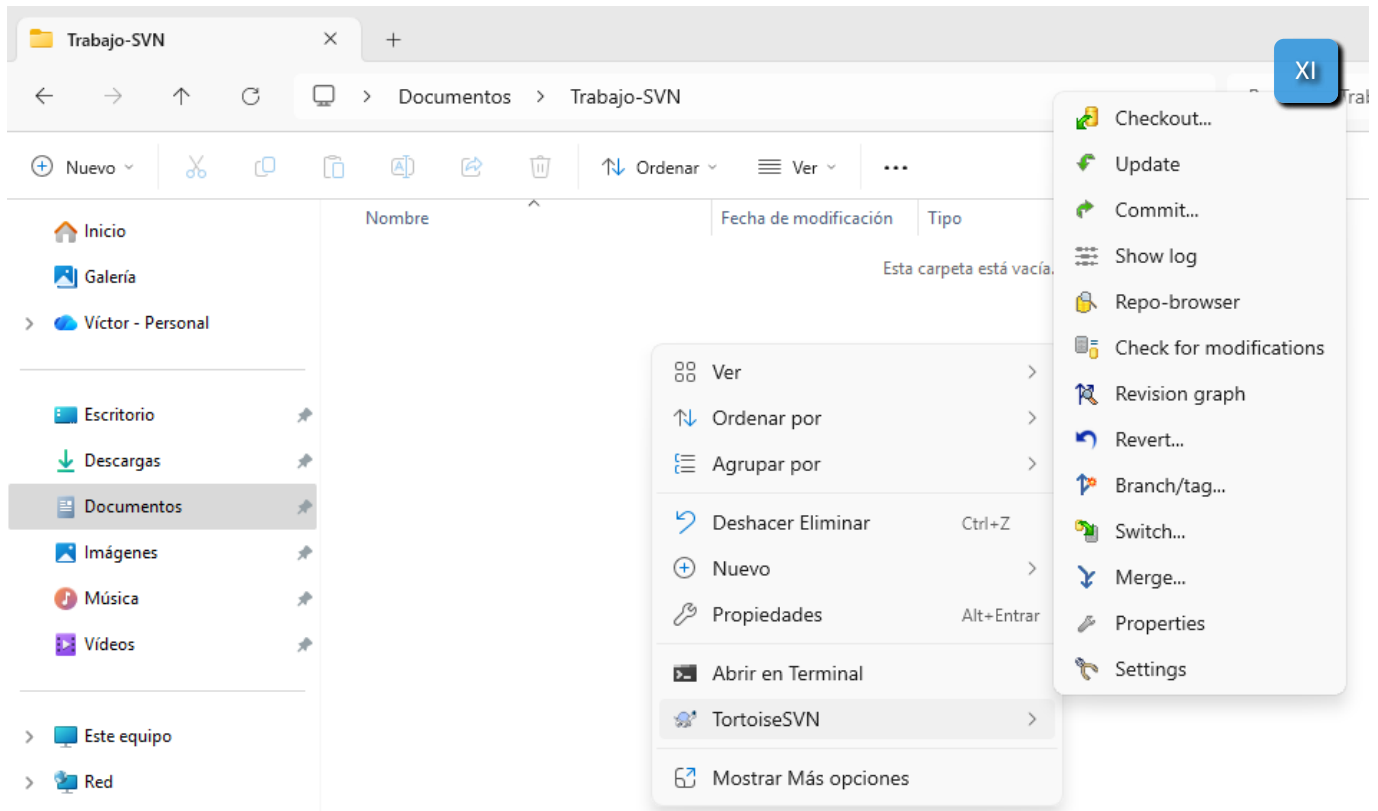 Trabajo-SVN
XI
Documentos > Trabajo-SVN
Nuevo
Ordenar
Ver
Nombre
Fecha de modificación
Tipo
Esta carpeta está vacía.
Inicio
Galería
Víctor - Personal
Escritorio
Descargas
Documentos
Imágenes
Música
Vídeos
Este equipo
Red
Ver
Ordenar por
Agrupar por
Deshacer Eliminar Ctrl+Z
Nuevo
Propiedades Alt+Entrar
Abrir en Terminal
TortoiseSVN
Mostrar Más opciones
Checkout...
Update
Commit...
Show log
Repo-browser
Check for modifications
Revision graph
Revert...
Branch/tag...
Switch...
Merge...
Properties
Settings